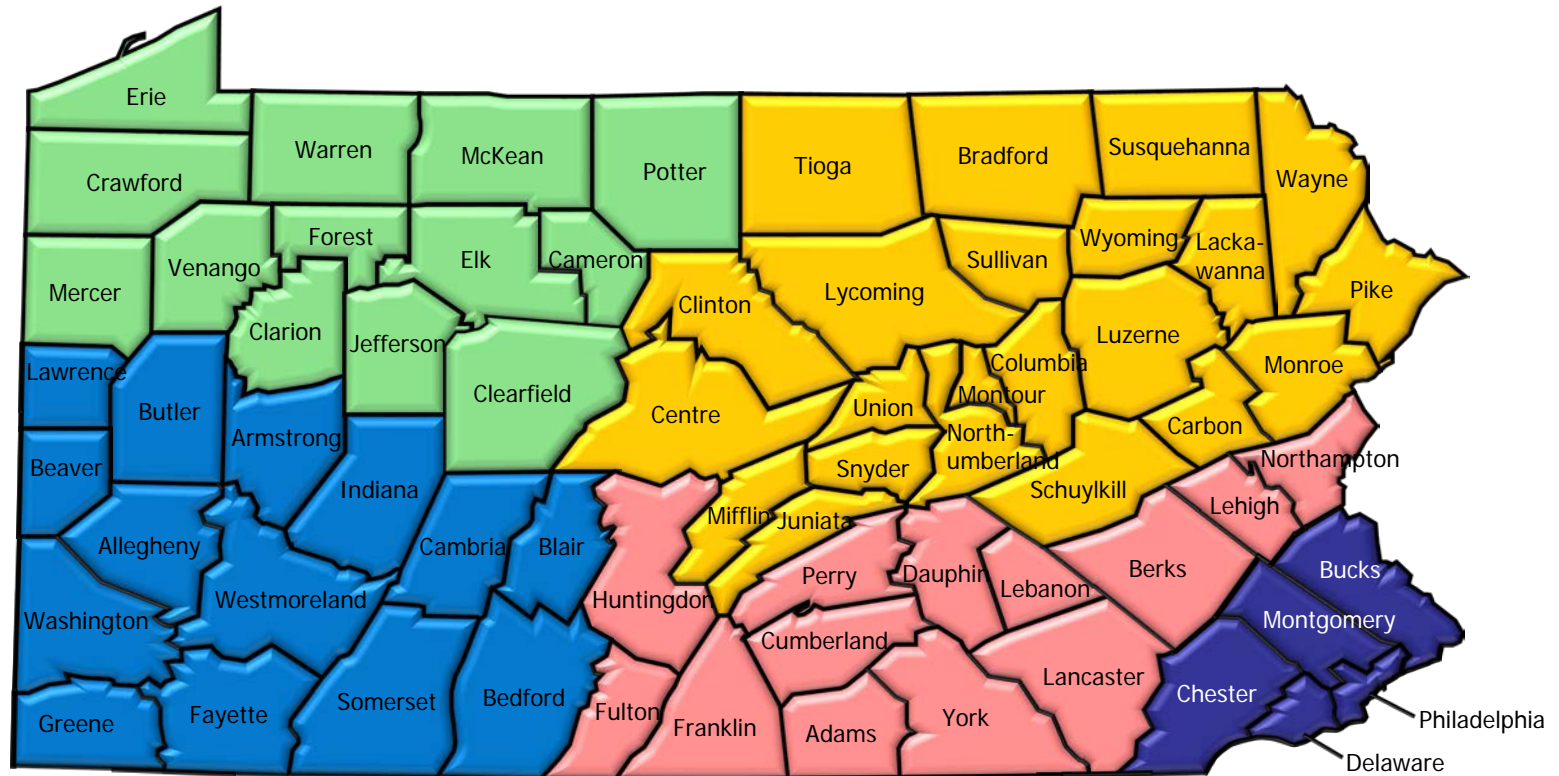 Erie
Warren
McKean
Potter
Tioga
Bradford
Susquehanna
Wayne
Crawford
Forest
Elk
Cameron
Venango
Mercer
Clarion
Jefferson
Clearfield
Clinton
Lycoming
Sullivan
Wyoming
Lacka-
wanna
Pike
Luzerne
Columbia
Montour
Monroe
Carbon
Centre
Union
Snyder
North-
umberland
Schuylkill
Mifflin
Juniata
Lawrence
Butler
Armstrong
Beaver
Indiana
Allegheny
Cambria
Blair
Westmoreland
Washington
Greene
Fayette
Somerset
Bedford
Huntingdon
Fulton
Franklin
Perry
Cumberland
Adams
York
Dauphin
Lebanon
Lancaster
Berks
Lehigh
Northampton
Bucks
Montgomery
Chester
Philadelphia
Delaware